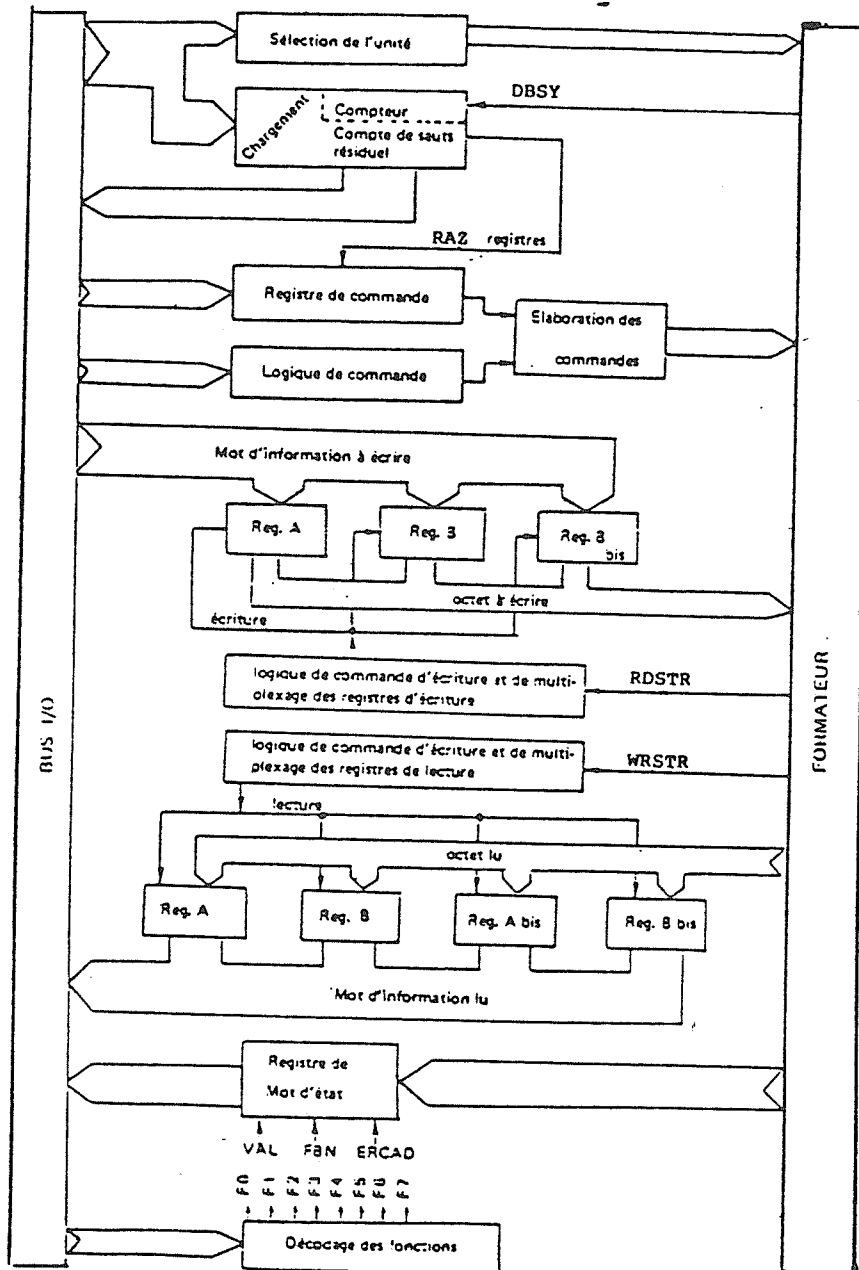 Sélection de l'unité
DBSY
Chargement
Compteur
Compte de sauts
résiduel
RAZ registres
Registre de commande
Elaboration des
commandes
Logique de commande
Mot d'information à écrire
Reg. A
Reg. B
Reg. B
bis
octet à écrire
écriture
logique de commande d'écriture et de multi-
plexage des registres d'écriture
RDSTR
BUS I/O
FORMATEUR
logique de commande d'écriture et de multi-
plexage des registres de lecture
WRSTR
lecture
octet lu
Reg. A
Reg. B
Reg. A bis
Reg. B bis
Mot d'information lu
Registre de
Mot d'état
VAL FBN ERCAD
F0 F1 F2 F3 F4 F5 F6 F7
Décodage des fonctions